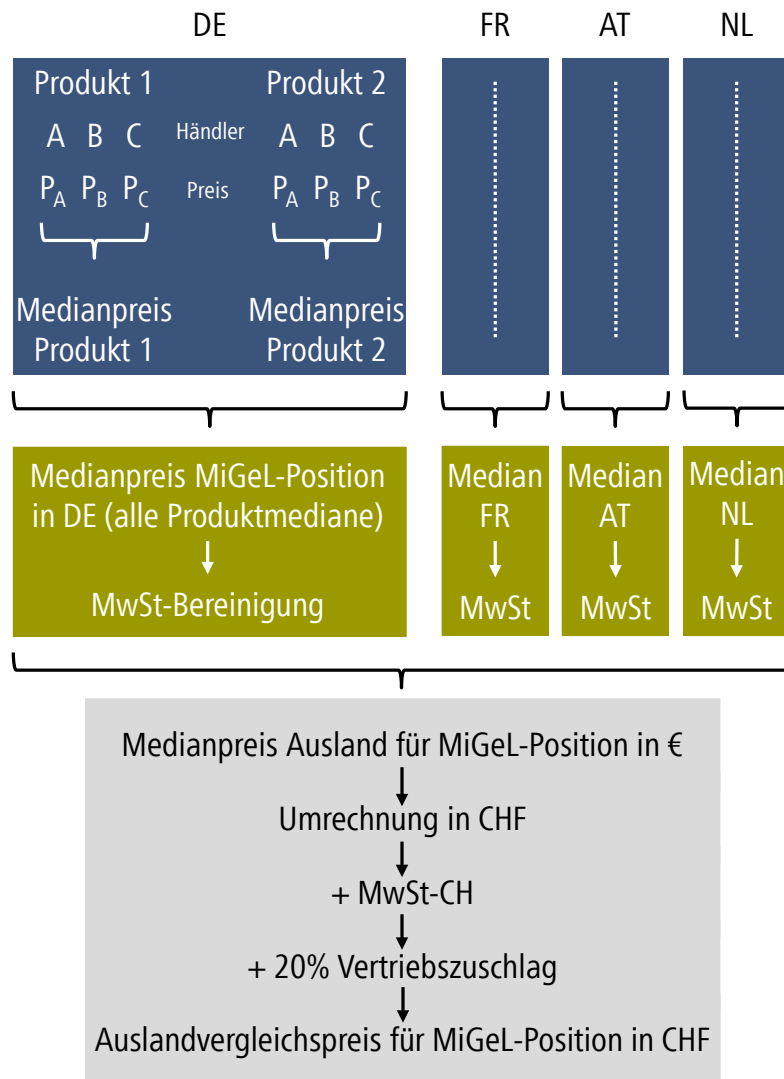 DE FR AT NL
Produkt 1 Produkt 2
A B C Händler A B C
PA PB PC Preis PA PB PC
Medianpreis Medianpreis
Produkt 1 Produkt 2
Medianpreis MiGeL-Position
in DE (alle Produktmediane)
MwSt-Bereinigung
Median
FR
MwSt
Median
AT
MwSt
Median
NL
MwSt
Medianpreis Ausland für MiGeL-Position in €
Umrechnung in CHF
+ MwSt-CH
+ 20% Vertriebszuschlag
Auslandvergleichspreis für MiGeL-Position in CHF